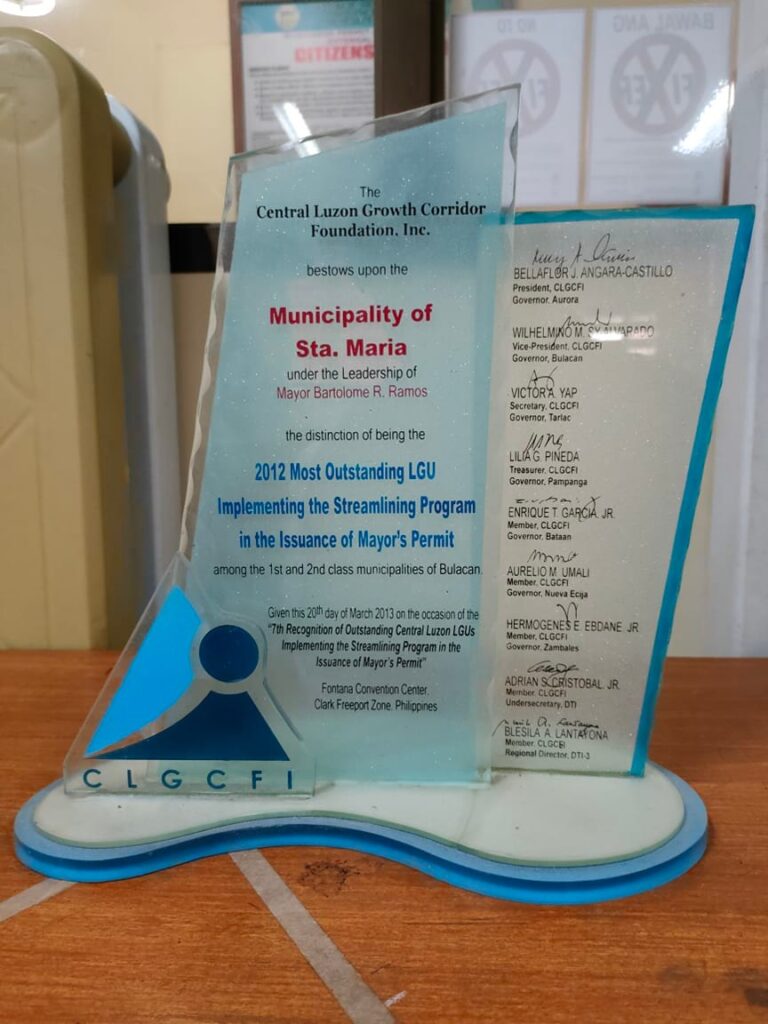 CITIZENS
NO TO
BAWAL ANG
The
Central Luzon Growth Corridor
Foundation, Inc.
bestows upon the
Municipality of
Sta. Maria
under the Leadership of
Mayor Bartolome R. Ramos
the distinction of being the
2012 Most Outstanding LGU
Implementing the Streamlining Program
in the Issuance of Mayor's Permit
among the 1st and 2nd class municipalities of Bulacan.
Given this 20th day of March 2013 on the occasion of the
"7th Recognition of Outstanding Central Luzon LGUs
Implementing the Streamlining Program in the
Issuance of Mayor's Permit"
Fontana Convention Center,
Clark Freeport Zone, Philippines
CLGCFI
BELLAFLOR J. ANGARA-CASTILLO
President, CLGCFI
Governor, Aurora
WILHELMINO M. SY ALVARADO
Vice-President, CLGCFI
Governor, Bulacan
VICTOR A. YAP
Secretary, CLGCFI
Governor, Tarlac
LILIA G. PINEDA
Treasurer, CLGCFI
Governor, Pampanga
ENRIQUE T. GARCIA, JR.
Member, CLGCFI
Governor, Bataan
AURELIO M. UMALI
Member, CLGCFI
Governor, Nueva Ecija
HERMOGENES E. EBDANE, JR.
Member, CLGCFI
Governor, Zambales
ADRIAN S. CRISTOBAL, JR.
Member, CLGCFI
Undersecretary, DTI
BLESILA A. LANTAYONA
Member, CLGCFI
Regional Director, DTI-3